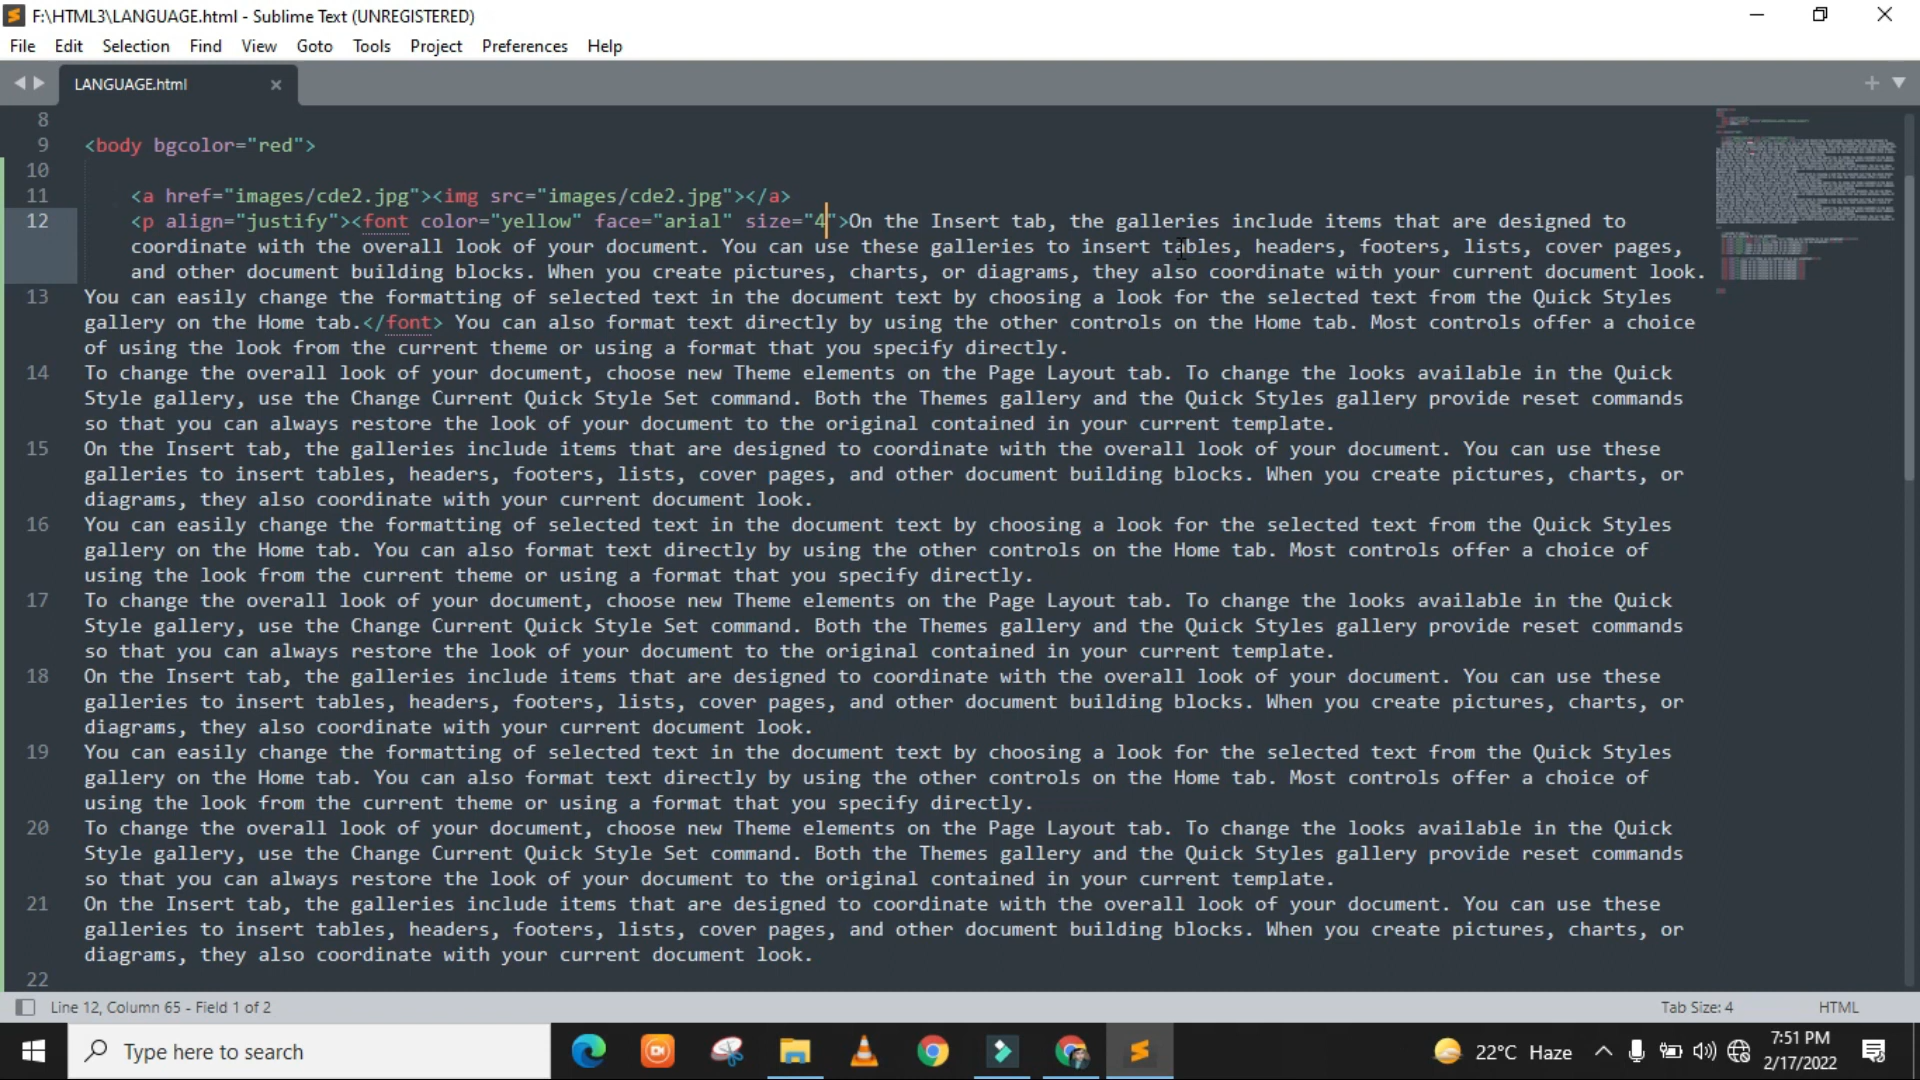 F:\HTML3\LANGUAGE.html - Sublime Text (UNREGISTERED)
File Edit Selection Find View Goto Tools Project Preferences Help
LANGUAGE.html
8
9 <body bgcolor="red">
10
11 <a href="images/cde2.jpg"><img src="images/cde2.jpg"></a>
12 <p align="justify"><font color="yellow" face="arial" size="4">On the Insert tab, the galleries include items that are designed to
coordinate with the overall look of your document. You can use these galleries to insert tables, headers, footers, lists, cover pages,
and other document building blocks. When you create pictures, charts, or diagrams, they also coordinate with your current document look.
13 You can easily change the formatting of selected text in the document text by choosing a look for the selected text from the Quick Styles
gallery on the Home tab.</font> You can also format text directly by using the other controls on the Home tab. Most controls offer a choice
of using the look from the current theme or using a format that you specify directly.
14 To change the overall look of your document, choose new Theme elements on the Page Layout tab. To change the looks available in the Quick
Style gallery, use the Change Current Quick Style Set command. Both the Themes gallery and the Quick Styles gallery provide reset commands
so that you can always restore the look of your document to the original contained in your current template.
15 On the Insert tab, the galleries include items that are designed to coordinate with the overall look of your document. You can use these
galleries to insert tables, headers, footers, lists, cover pages, and other document building blocks. When you create pictures, charts, or
diagrams, they also coordinate with your current document look.
16 You can easily change the formatting of selected text in the document text by choosing a look for the selected text from the Quick Styles
gallery on the Home tab. You can also format text directly by using the other controls on the Home tab. Most controls offer a choice of
using the look from the current theme or using a format that you specify directly.
17 To change the overall look of your document, choose new Theme elements on the Page Layout tab. To change the looks available in the Quick
Style gallery, use the Change Current Quick Style Set command. Both the Themes gallery and the Quick Styles gallery provide reset commands
so that you can always restore the look of your document to the original contained in your current template.
18 On the Insert tab, the galleries include items that are designed to coordinate with the overall look of your document. You can use these
galleries to insert tables, headers, footers, lists, cover pages, and other document building blocks. When you create pictures, charts, or
diagrams, they also coordinate with your current document look.
19 You can easily change the formatting of selected text in the document text by choosing a look for the selected text from the Quick Styles
gallery on the Home tab. You can also format text directly by using the other controls on the Home tab. Most controls offer a choice of
using the look from the current theme or using a format that you specify directly.
20 To change the overall look of your document, choose new Theme elements on the Page Layout tab. To change the looks available in the Quick
Style gallery, use the Change Current Quick Style Set command. Both the Themes gallery and the Quick Styles gallery provide reset commands
so that you can always restore the look of your document to the original contained in your current template.
21 On the Insert tab, the galleries include items that are designed to coordinate with the overall look of your document. You can use these
galleries to insert tables, headers, footers, lists, cover pages, and other document building blocks. When you create pictures, charts, or
diagrams, they also coordinate with your current document look.
22
Line 12, Column 65 - Field 1 of 2 Tab Size: 4 HTML
Type here to search 22°C Haze 7:51 PM
2/17/2022